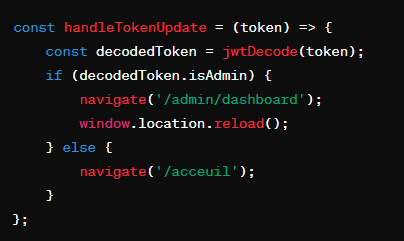 const handleTokenUpdate = (token) => {
    const decodedToken = jwtDecode(token);
    if (decodedToken.isAdmin) {
        navigate('/admin/dashboard');
        window.location.reload();
    } else {
        navigate('/acceuil');
    }
};